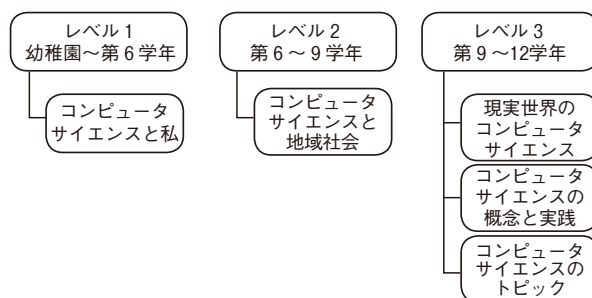 レベル 1
幼稚園～第 6 学年
コンピュータ
サイエンスと私
レベル 2
第 6 ～ 9 学年
コンピュータ
サイエンスと
地域社会
レベル 3
第 9 ～12学年
現実世界の
コンピュータ
サイエンス
コンピュータ
サイエンスの
概念と実践
コンピュータ
サイエンスの
トピック